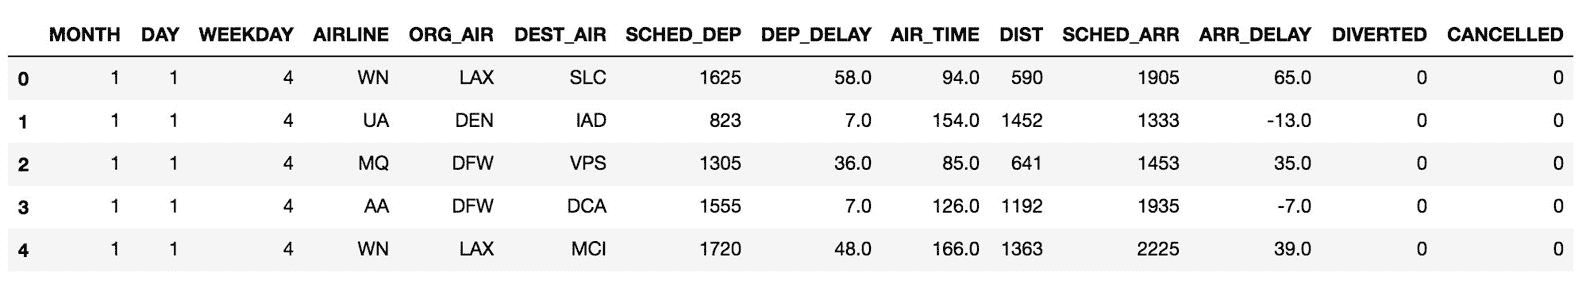 MONTH DAY WEEKDAY AIRLINE ORG_AIR DEST_AIR SCHED_DEP DEP_DELAY AIR_TIME DIST SCHED_ARR ARR_DELAY DIVERTED CANCELLED
0 1 1 4 WN LAX SLC 1625 58.0 94.0 590 1905 65.0 0 0
1 1 1 4 UA DEN IAD 823 7.0 154.0 1452 1333 -13.0 0 0
2 1 1 4 MQ DFW VPS 1305 36.0 85.0 641 1453 35.0 0 0
3 1 1 4 AA DFW DCA 1555 7.0 126.0 1192 1935 -7.0 0 0
4 1 1 4 WN LAX MCI 1720 48.0 166.0 1363 2225 39.0 0 0